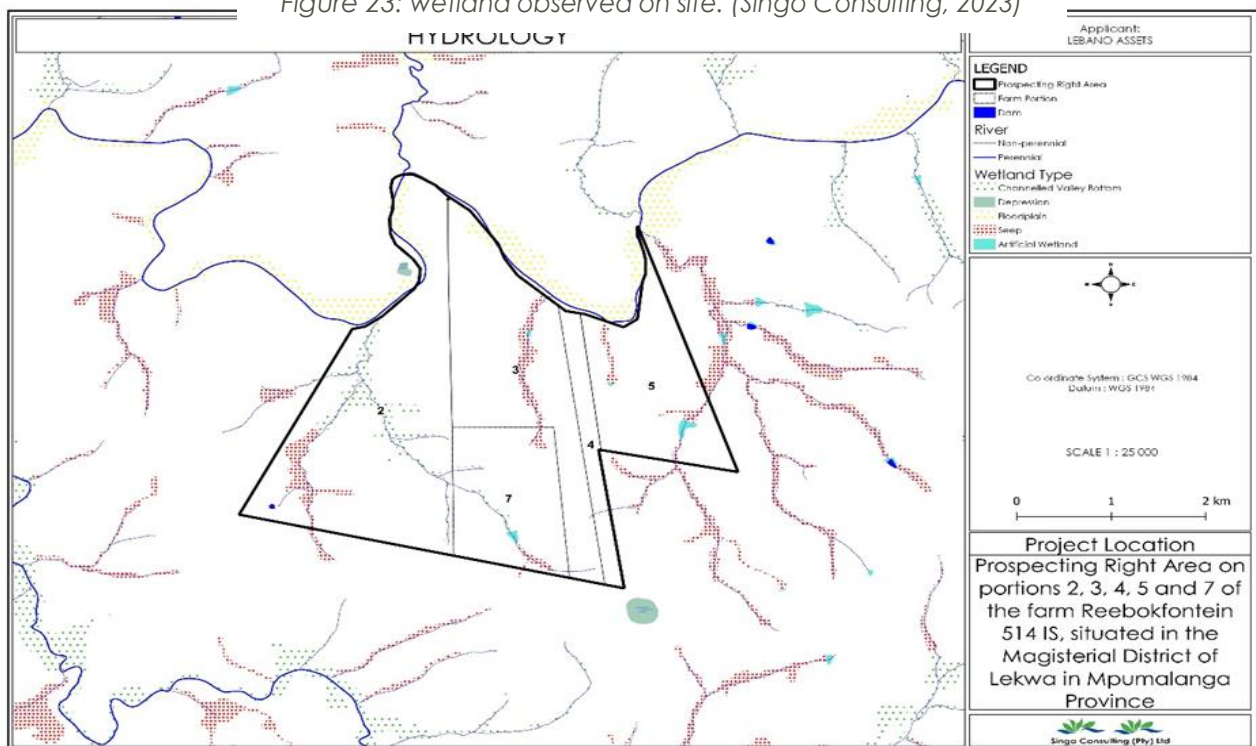 Figure 23: Wetland observed on site. (Singo Consulting, 2023)
HYDROLOGY
Applicant:
LEBANO ASSETS
LEGEND
Prospecting Right Area
Farm Portion
Dam
River
Non-perennial
Perennial
Wetland Type
Channelled Valley Bottom
Depression
Floodplain
Seep
Artificial Wetland
N
Co ordinate System : GCS WGS 1984
Datum : WGS 1984
SCALE 1 : 25 000
0 1 2 km
Project Location
Prospecting Right Area on
portions 2, 3, 4, 5 and 7 of
the farm Reebokfontein
514 IS, situated in the
Magisterial District of
Lekwa in Mpumalanga
Province
Singo Consulting (Pty) Ltd
3
5
2
4
7